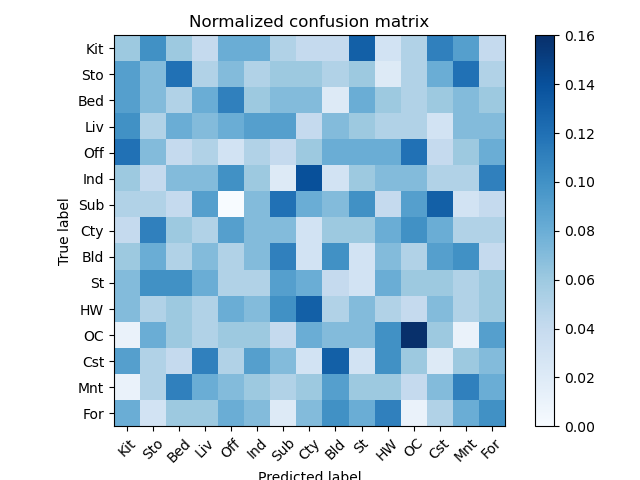 Normalized confusion matrix
True label
Kit
Sto
Bed
Liv
Off
Ind
Sub
Cty
Bld
St
HW
OC
Cst
Mnt
For
Kit Sto Bed Liv Off Ind Sub Cty Bld St HW OC Cst Mnt For
Predicted label
0.16
0.14
0.12
0.10
0.08
0.06
0.04
0.02
0.00